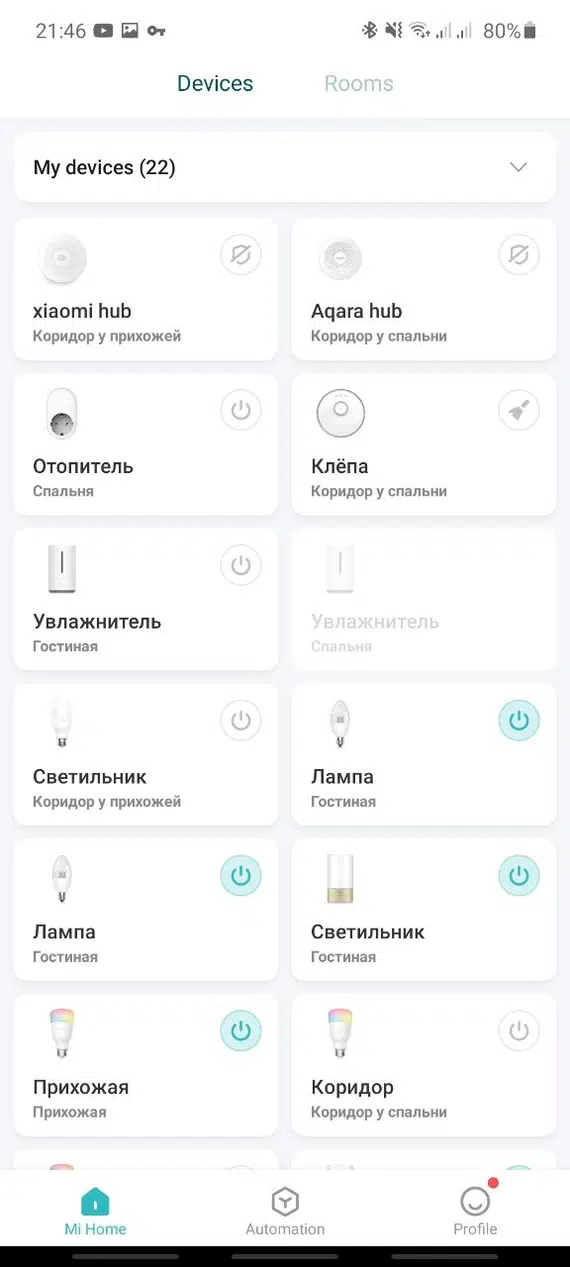 21:46 80%
Devices Rooms
My devices (22)
xiaomi hub
Коридор у прихожей
Aqara hub
Коридор у спальни
Отопитель
Спальня
Клёпа
Коридор у спальни
Увлажнитель
Гостиная
Увлажнитель
Спальня
Светильник
Коридор у прихожей
Лампа
Гостиная
Лампа
Гостиная
Светильник
Гостиная
Прихожая
Прихожая
Коридор
Коридор у спальни
Mi Home Automation Profile